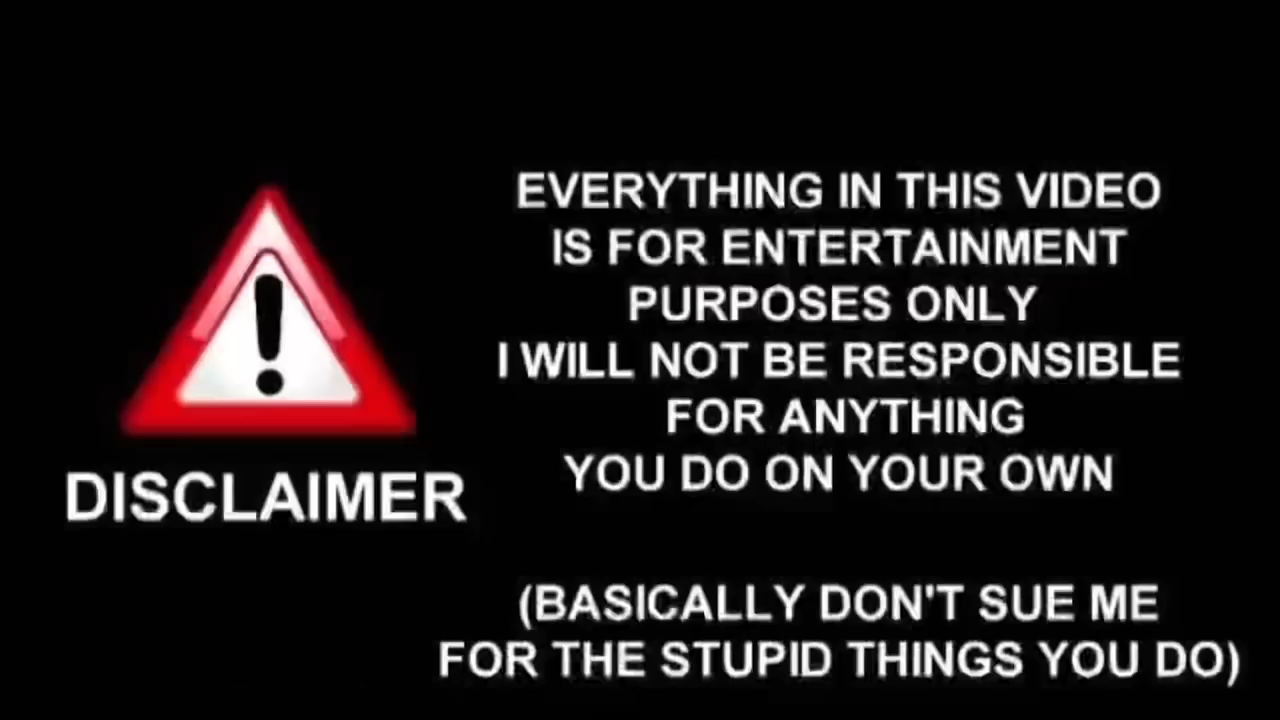 DISCLAIMER
EVERYTHING IN THIS VIDEO
IS FOR ENTERTAINMENT
PURPOSES ONLY
I WILL NOT BE RESPONSIBLE
FOR ANYTHING
YOU DO ON YOUR OWN
(BASICALLY DON'T SUE ME
FOR THE STUPID THINGS YOU DO)